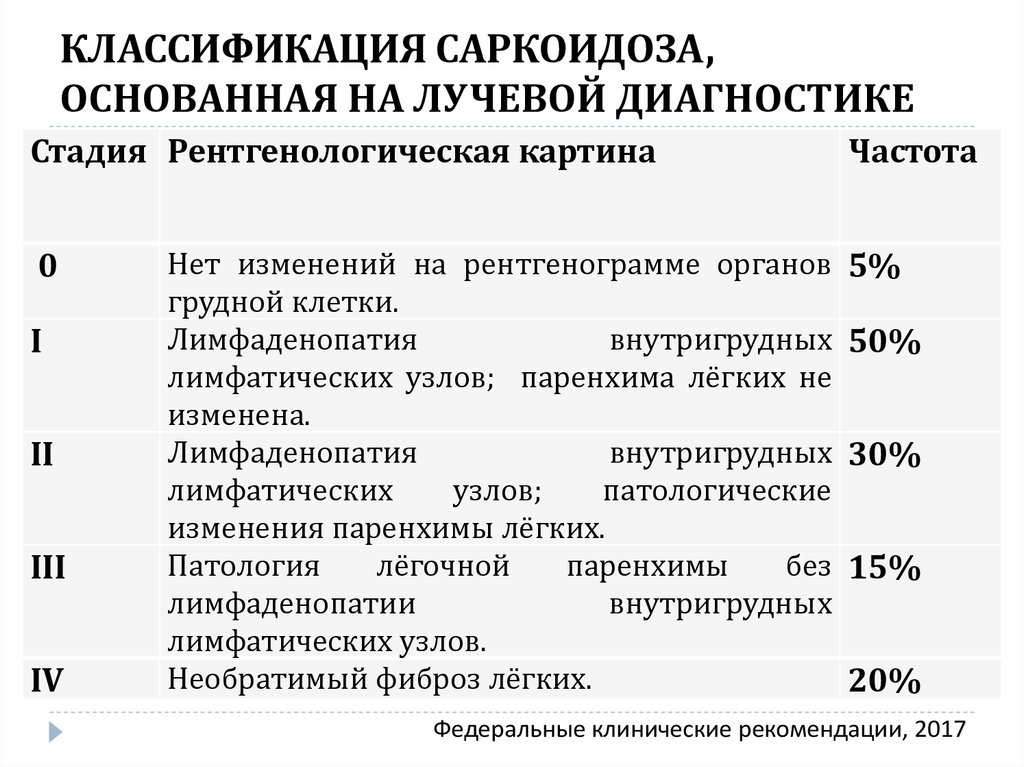 КЛАССИФИКАЦИЯ САРКОИДОЗА,
ОСНОВАННАЯ НА ЛУЧЕВОЙ ДИАГНОСТИКЕ
Стадия Рентгенологическая картина Частота
0 Нет изменений на рентгенограмме органов 5%
грудной клетки.
I Лимфаденопатия внутригрудных 50%
лимфатических узлов; паренхима лёгких не
изменена.
II Лимфаденопатия внутригрудных 30%
лимфатических узлов; патологические
изменения паренхимы лёгких.
III Патология лёгочной паренхимы без 15%
лимфаденопатии внутригрудных
лимфатических узлов.
IV Необратимый фиброз лёгких. 20%
Федеральные клинические рекомендации, 2017